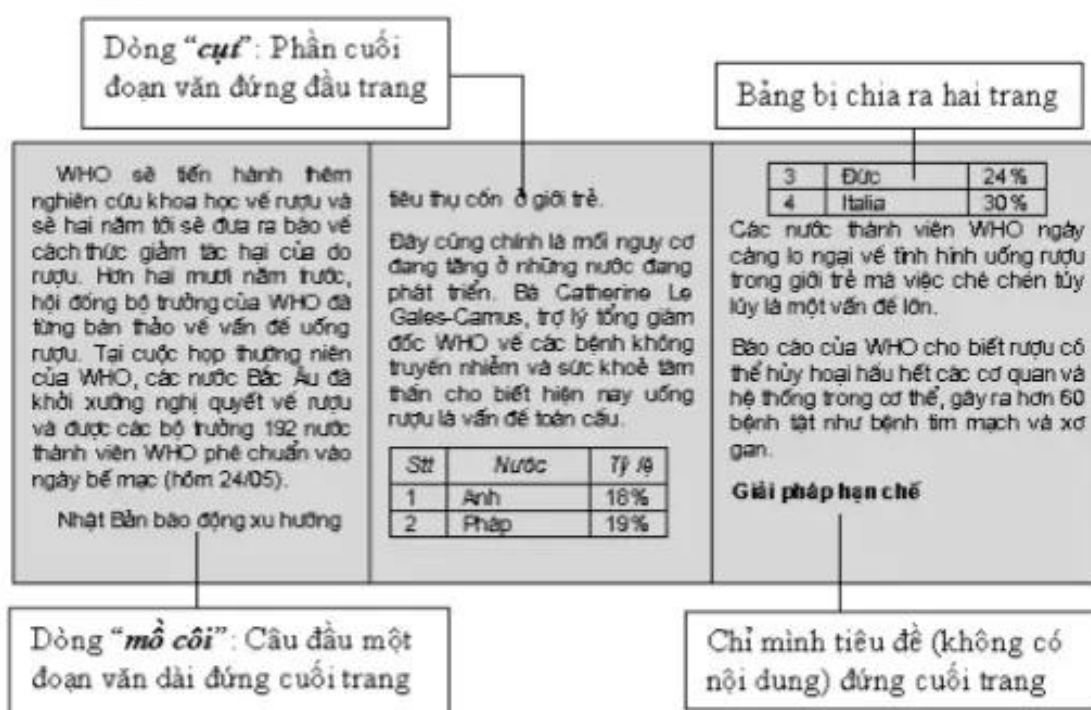 Dòng "cụt": Phần cuối
đoạn văn đứng đầu trang
Bảng bị chia ra hai trang
WHO sẽ tiến hành thêm
nghiên cứu khoa học về rượu và
sẽ hai năm tới sẽ đưa ra báo về
cách thức giảm tác hại của do
rượu. Hơn hai mươi năm trước,
hội đồng bộ trưởng của WHO đã
từng bàn thảo về vấn đề uống
rượu. Tại cuộc họp thường niên
của WHO, các nước Bắc Âu đã
khởi xướng nghị quyết về rượu
và được các bộ trưởng 192 nước
thành viên WHO phê chuẩn vào
ngày bế mạc (hôm 24/05).
Nhật Bản báo động xu hướng
tiêu thụ cồn ở giới trẻ.
Đây cũng chính là mối nguy cơ
đang tăng ở những nước đang
phát triển. Bà Catherine Le
Gales-Camus, trợ lý tổng giám
đốc WHO về các bệnh không
truyền nhiễm và sức khoẻ tâm
thần cho biết hiện nay uống
rượu là vấn đề toàn cầu.
Stt Nước Tỷ lệ
1 Anh 18%
2 Pháp 19%
3 Đức 24%
4 Italia 30%
Các nước thành viên WHO ngày
càng lo ngại về tình hình uống rượu
trong giới trẻ mà việc chè chén túy
lúy là một vấn đề lớn.
Báo cáo của WHO cho biết rượu có
thể hủy hoại hầu hết các cơ quan và
hệ thống trong cơ thể, gây ra hơn 60
bệnh tật như bệnh tim mạch và xơ
gan.
Giải pháp hạn chế
Dòng "mồ côi": Câu đầu một
đoạn văn dài đứng cuối trang
Chỉ mình tiêu đề (không có
nội dung) đứng cuối trang